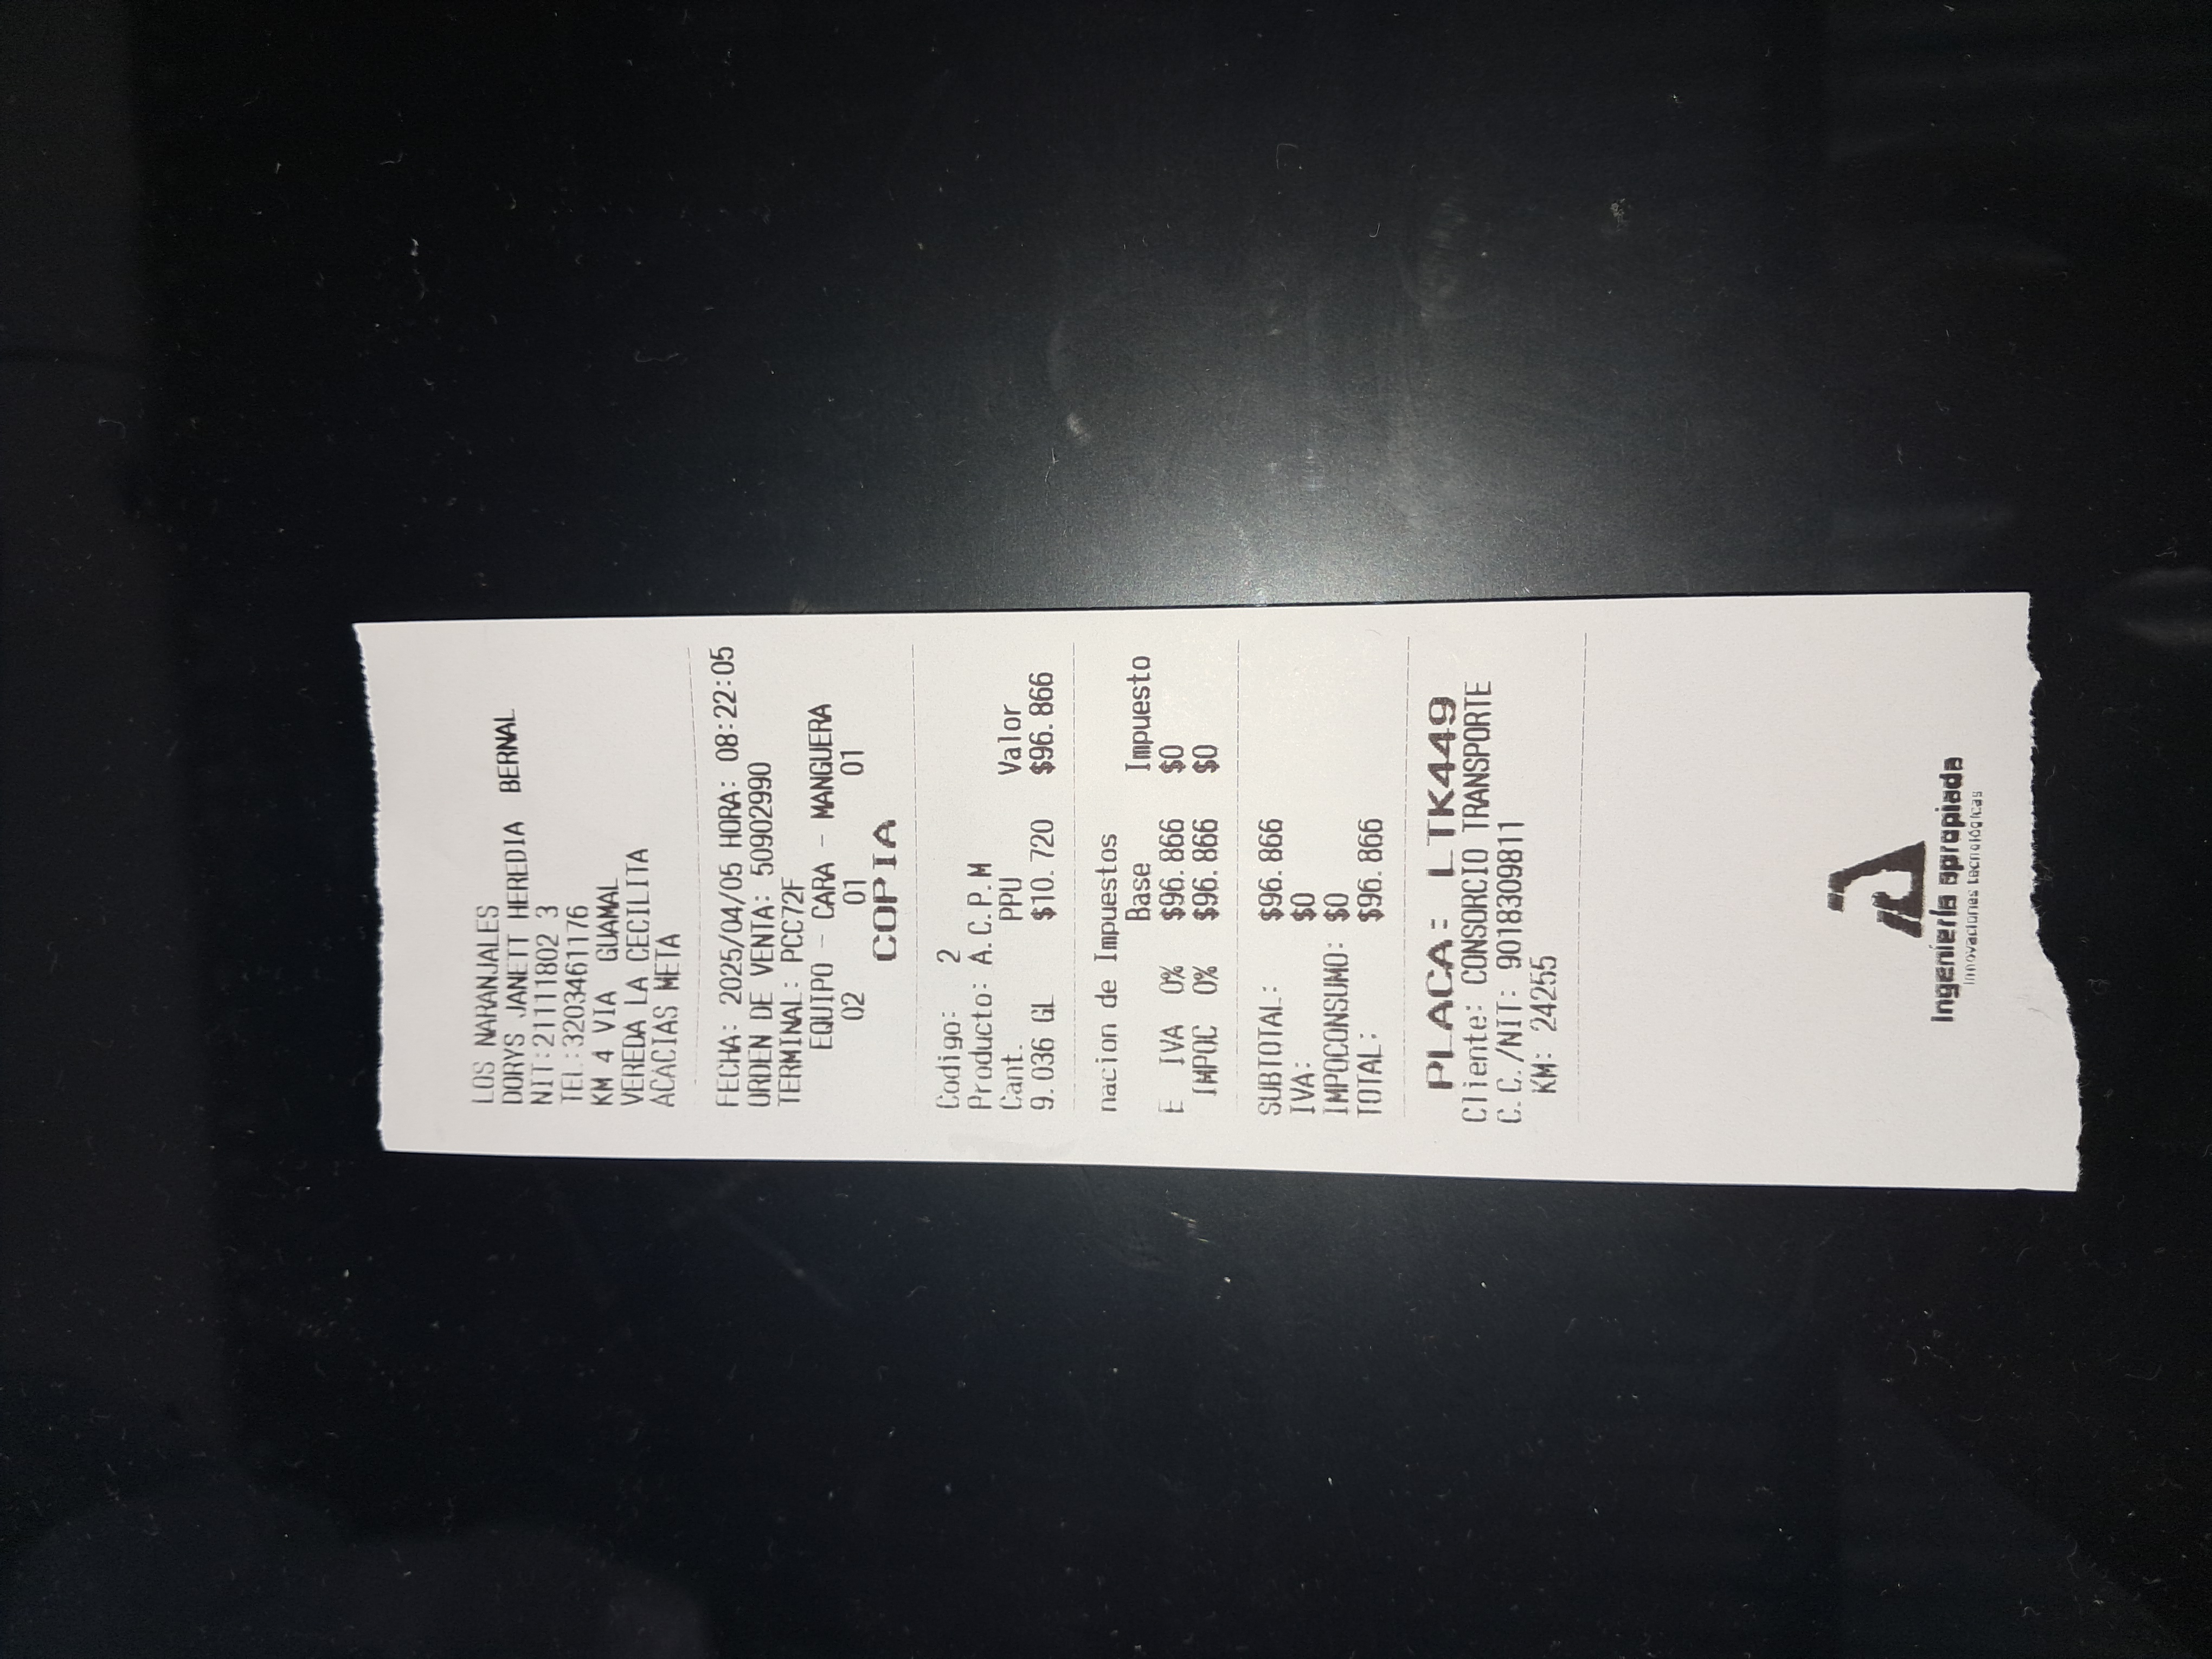 LOS NARANJALES
DORYS JANETT HEREDIA BERNAL
NIT:21111802 3
TEL:3203461176
KM 4 VIA GUAMAL
VEREDA LA CECILITA
ACACIAS META
FECHA: 2025/04/05 HORA: 08:22:05
ORDEN DE VENTA: 50902990
TERMINAL: PCC72F
EQUIPO - CARA - MANGUERA
02 01 01
COPIA
Codigo: 2
Producto: A.C.P.M
Cant. PPU Valor
9.036 GL $10.720 $96.866
nacion de Impuestos
Base Impuesto
E IVA 0% $96.866 $0
IMPOC 0% $96.866 $0
SUBTOTAL: $96.866
IVA: $0
IMPOCONSUMO: $0
TOTAL: $96.866
PLACA: LTK449
Cliente: CONSORCIO TRANSPORTE
C.C./NIT: 9018309811
KM: 24255
Ingeniería apropiada
Innovaciones tecnológicas